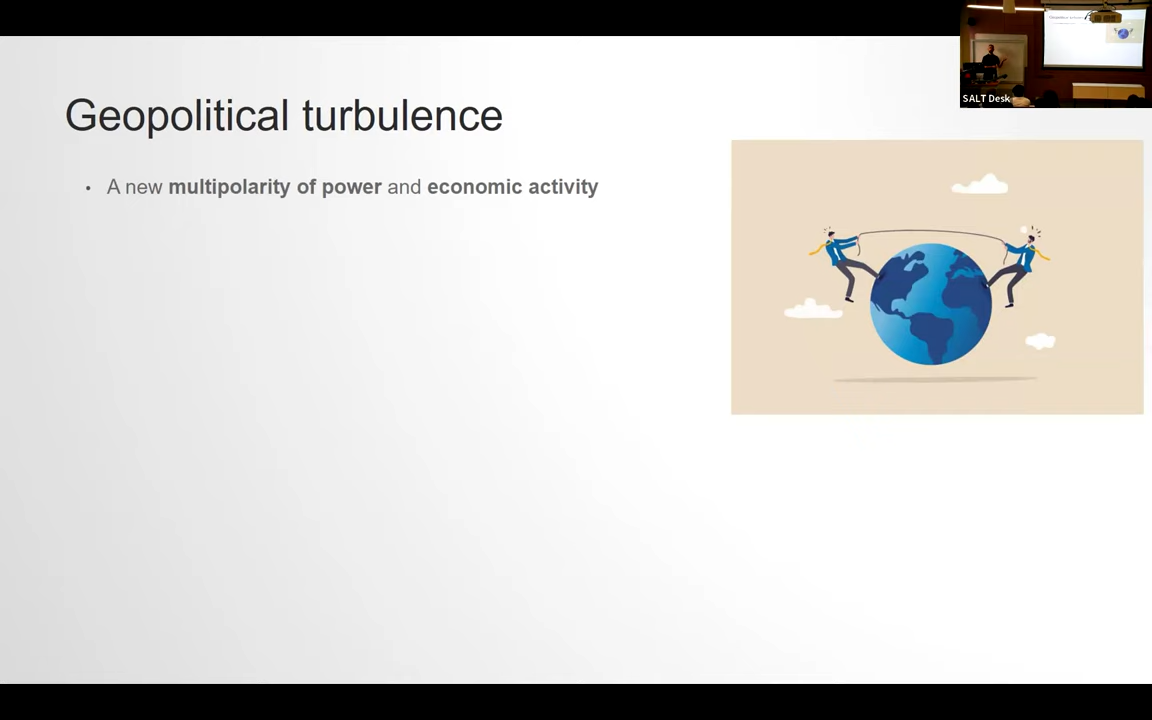 SALT Desk
Geopolitical turbulence
• A new multipolarity of power and economic activity